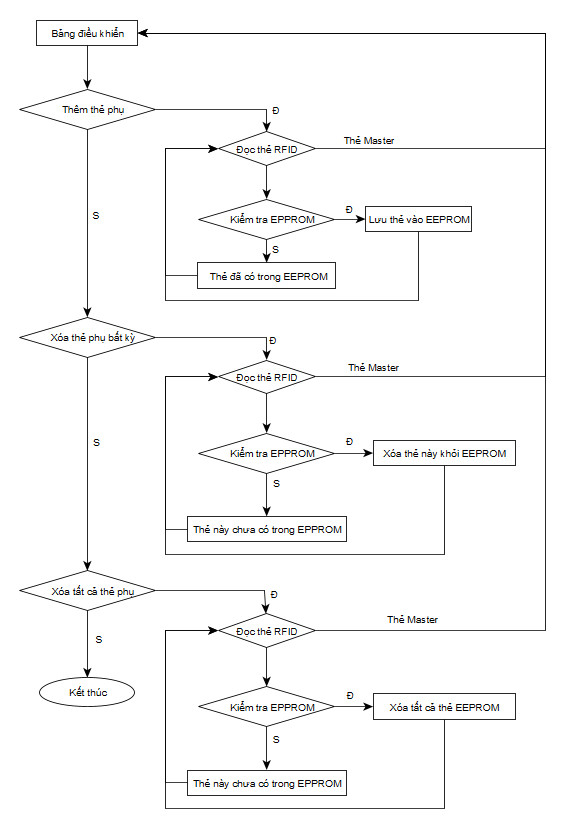 Bảng điều khiển
Thêm thẻ phụ
Đ
Đọc thẻ RFID
Thẻ Master
S
Kiểm tra EPPROM
Đ
Lưu thẻ vào EEPROM
S
Thẻ đã có trong EEPROM
Xóa thẻ phụ bất kỳ
Đ
Đọc thẻ RFID
Thẻ Master
S
Kiểm tra EPPROM
Đ
Xóa thẻ này khỏi EEPROM
S
Thẻ này chưa có trong EPPROM
Xóa tất cả thẻ phụ
Đ
Đọc thẻ RFID
Thẻ Master
S
Kết thúc
Kiểm tra EPPROM
Đ
Xóa tất cả thẻ EEPROM
S
Thẻ này chưa có trong EPPROM